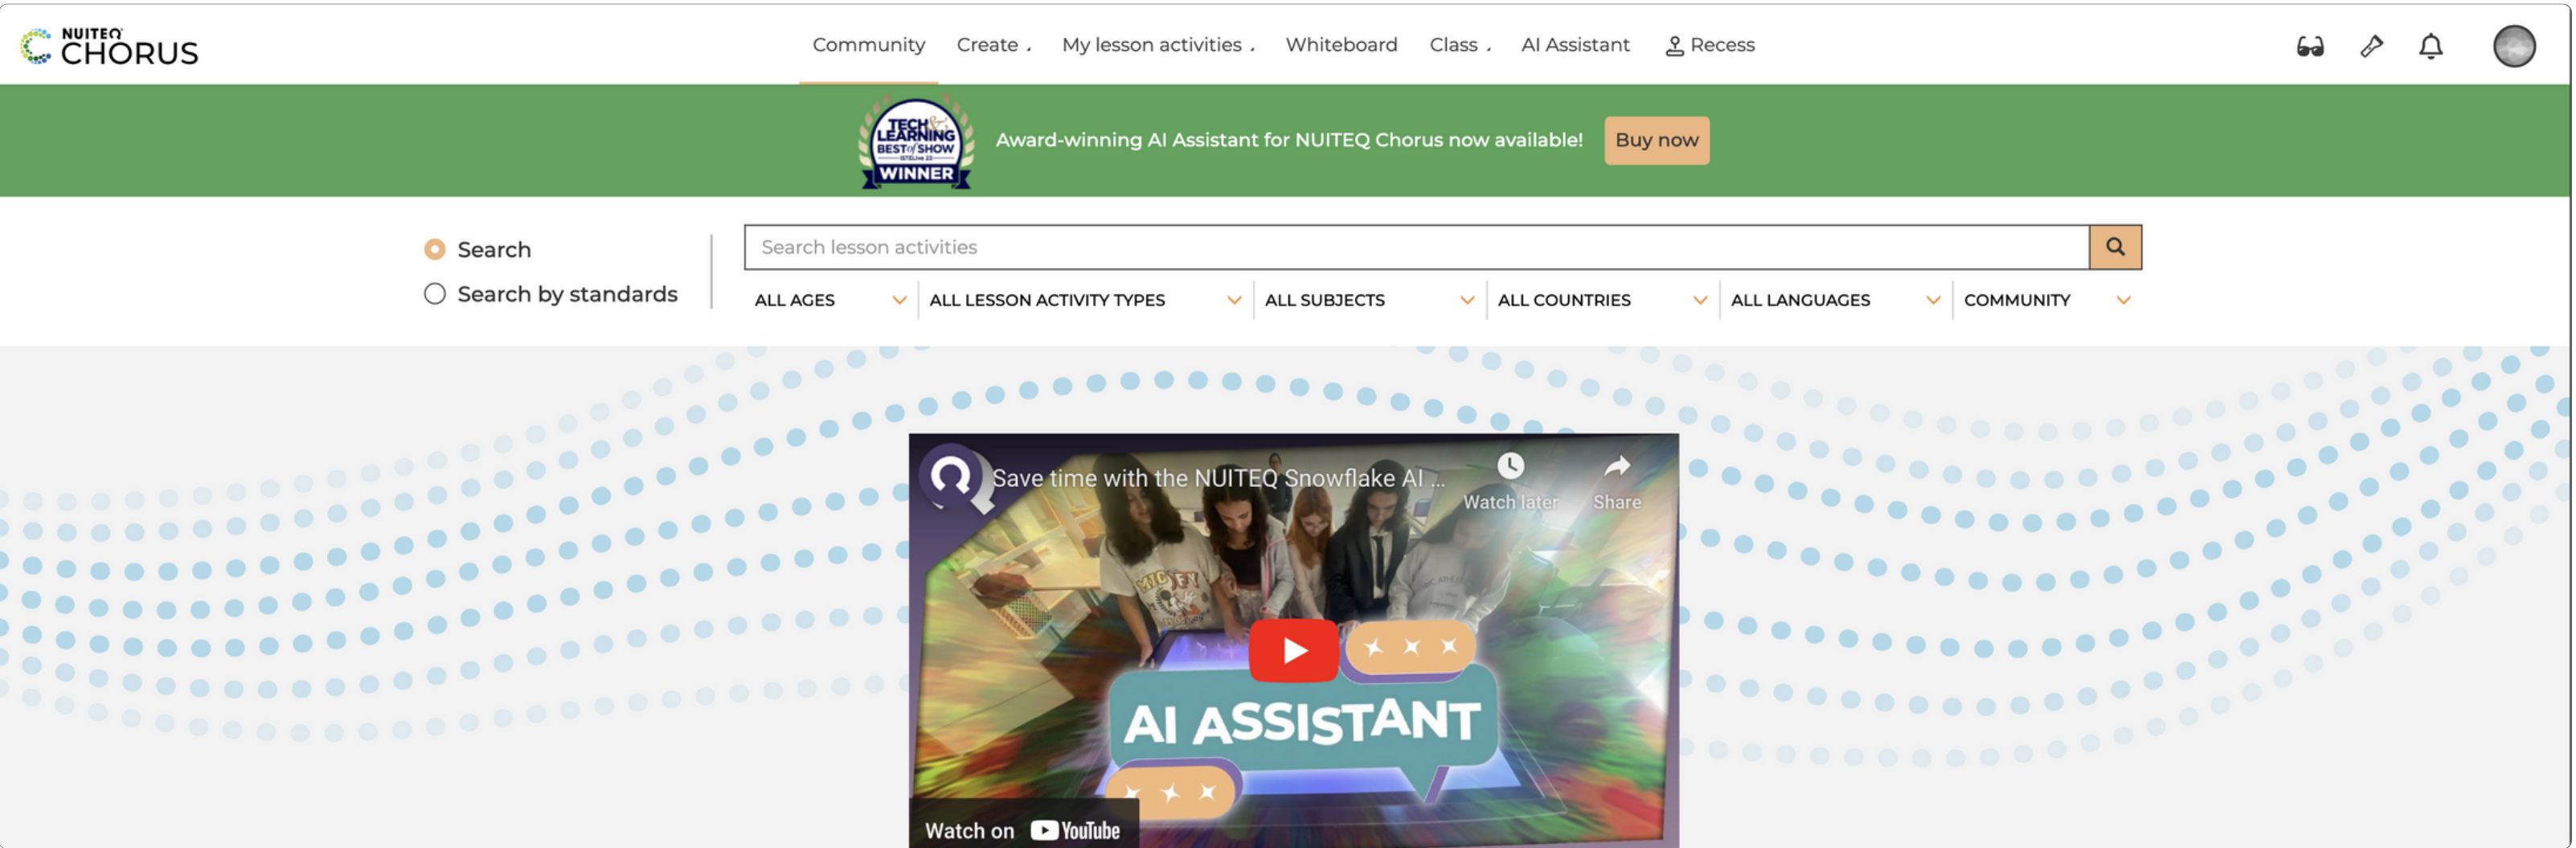 NUITEQ
CHORUS
Community
Create
My lesson activities
Whiteboard
Class
AI Assistant
Recess
TECH &
LEARNING
BEST of SHOW
ISTELive 23
WINNER
Award-winning AI Assistant for NUITEQ Chorus now available!
Buy now
Search
Search by standards
Search lesson activities
ALL AGES
ALL LESSON ACTIVITY TYPES
ALL SUBJECTS
ALL COUNTRIES
ALL LANGUAGES
COMMUNITY
Save time with the NUITEQ Snowflake AI ...
Watch later
Share
MICKEY
AI ASSISTANT
Watch on YouTube